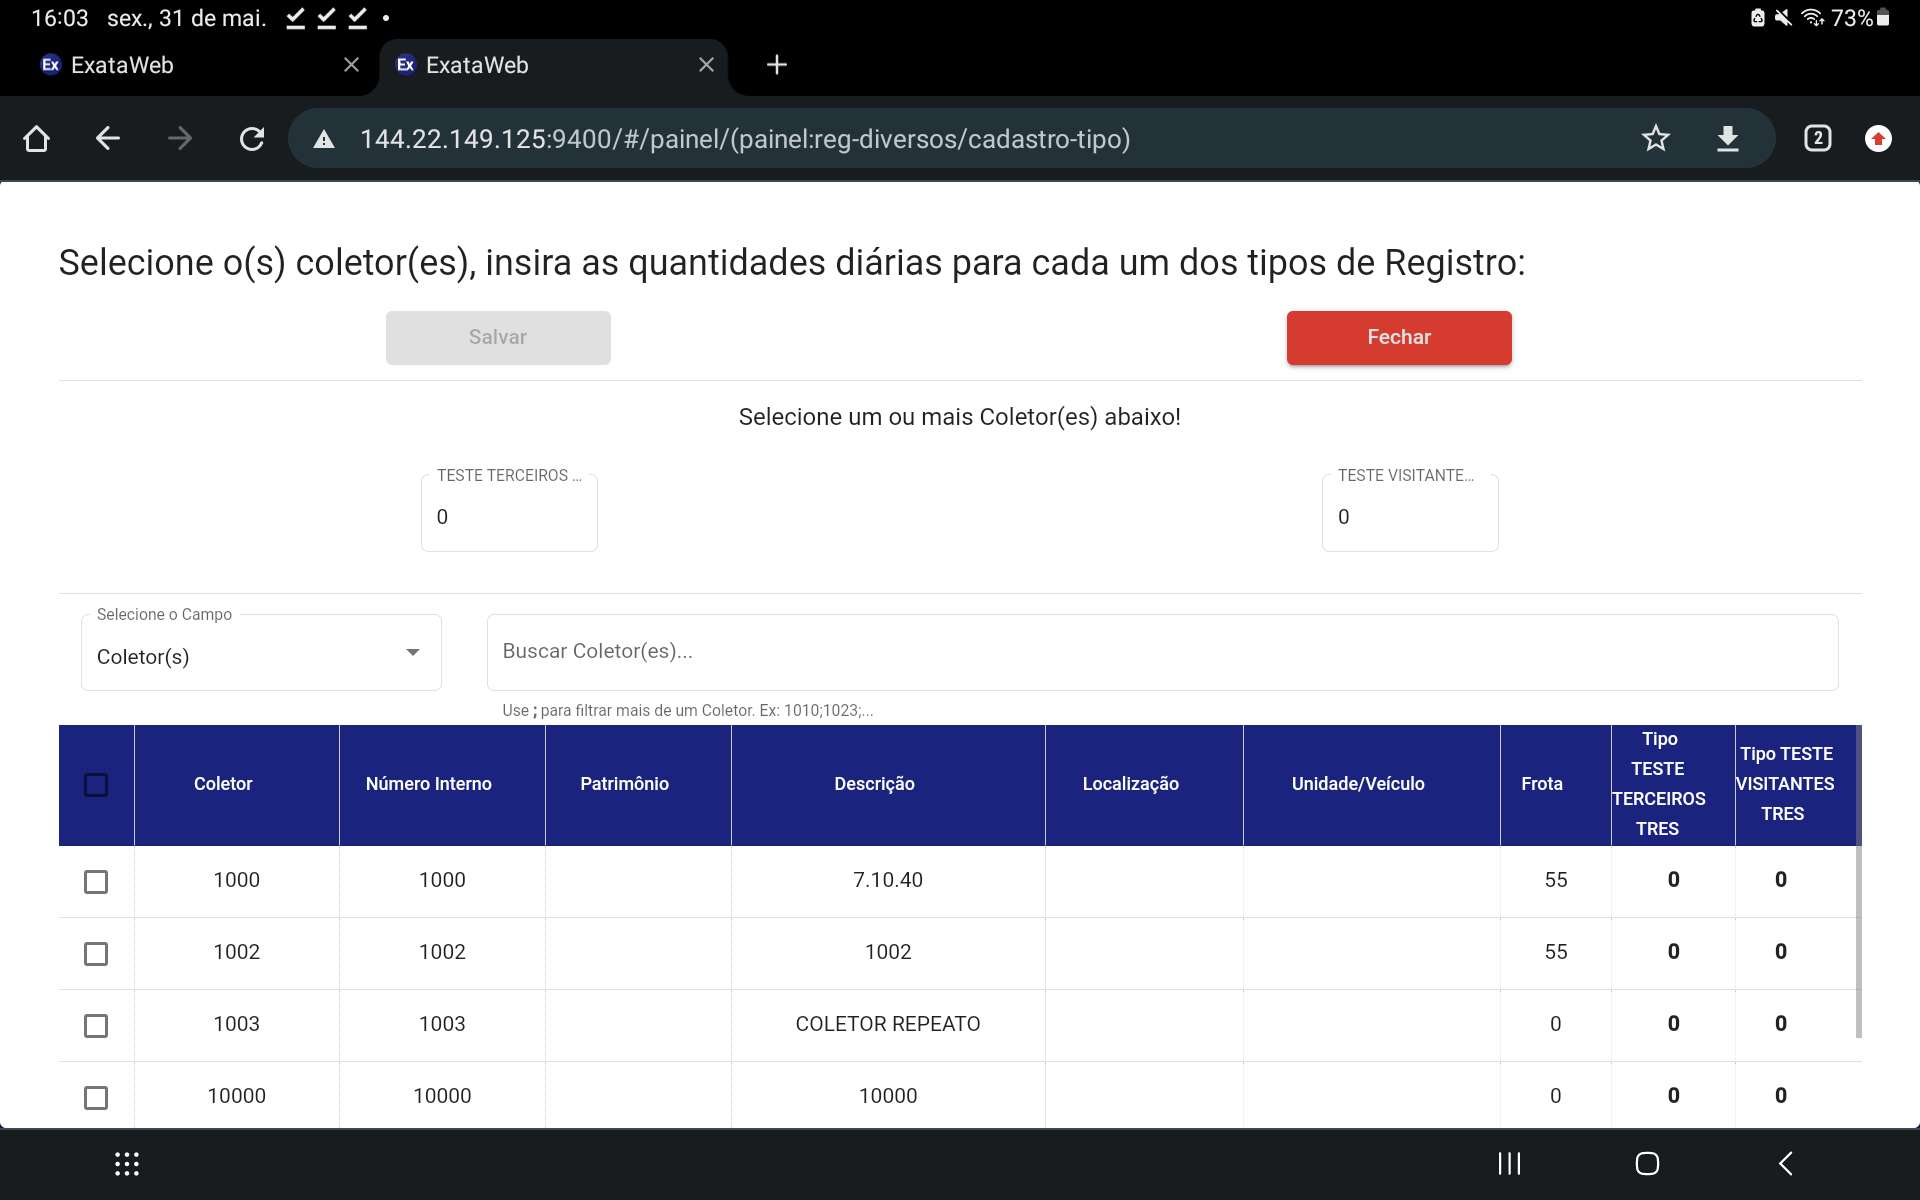 16:03 sex., 31 de mai. 73%
Ex ExataWeb Ex ExataWeb
144.22.149.125:9400/#/painel/(painel:reg-diversos/cadastro-tipo) 2
Selecione o(s) coletor(es), insira as quantidades diárias para cada um dos tipos de Registro:
Salvar Fechar
Selecione um ou mais Coletor(es) abaixo!
TESTE TERCEIROS ... TESTE VISITANTE...
0 0
Selecione o Campo
Coletor(s) Buscar Coletor(es)...
Use ; para filtrar mais de um Coletor. Ex: 1010;1023;...
Coletor Número Interno Patrimônio Descrição Localização Unidade/Veículo Frota Tipo TESTE TERCEIROS TRES Tipo TESTE VISITANTES TRES
1000 1000 7.10.40 55 0 0
1002 1002 1002 55 0 0
1003 1003 COLETOR REPEATO 0 0 0
10000 10000 10000 0 0 0